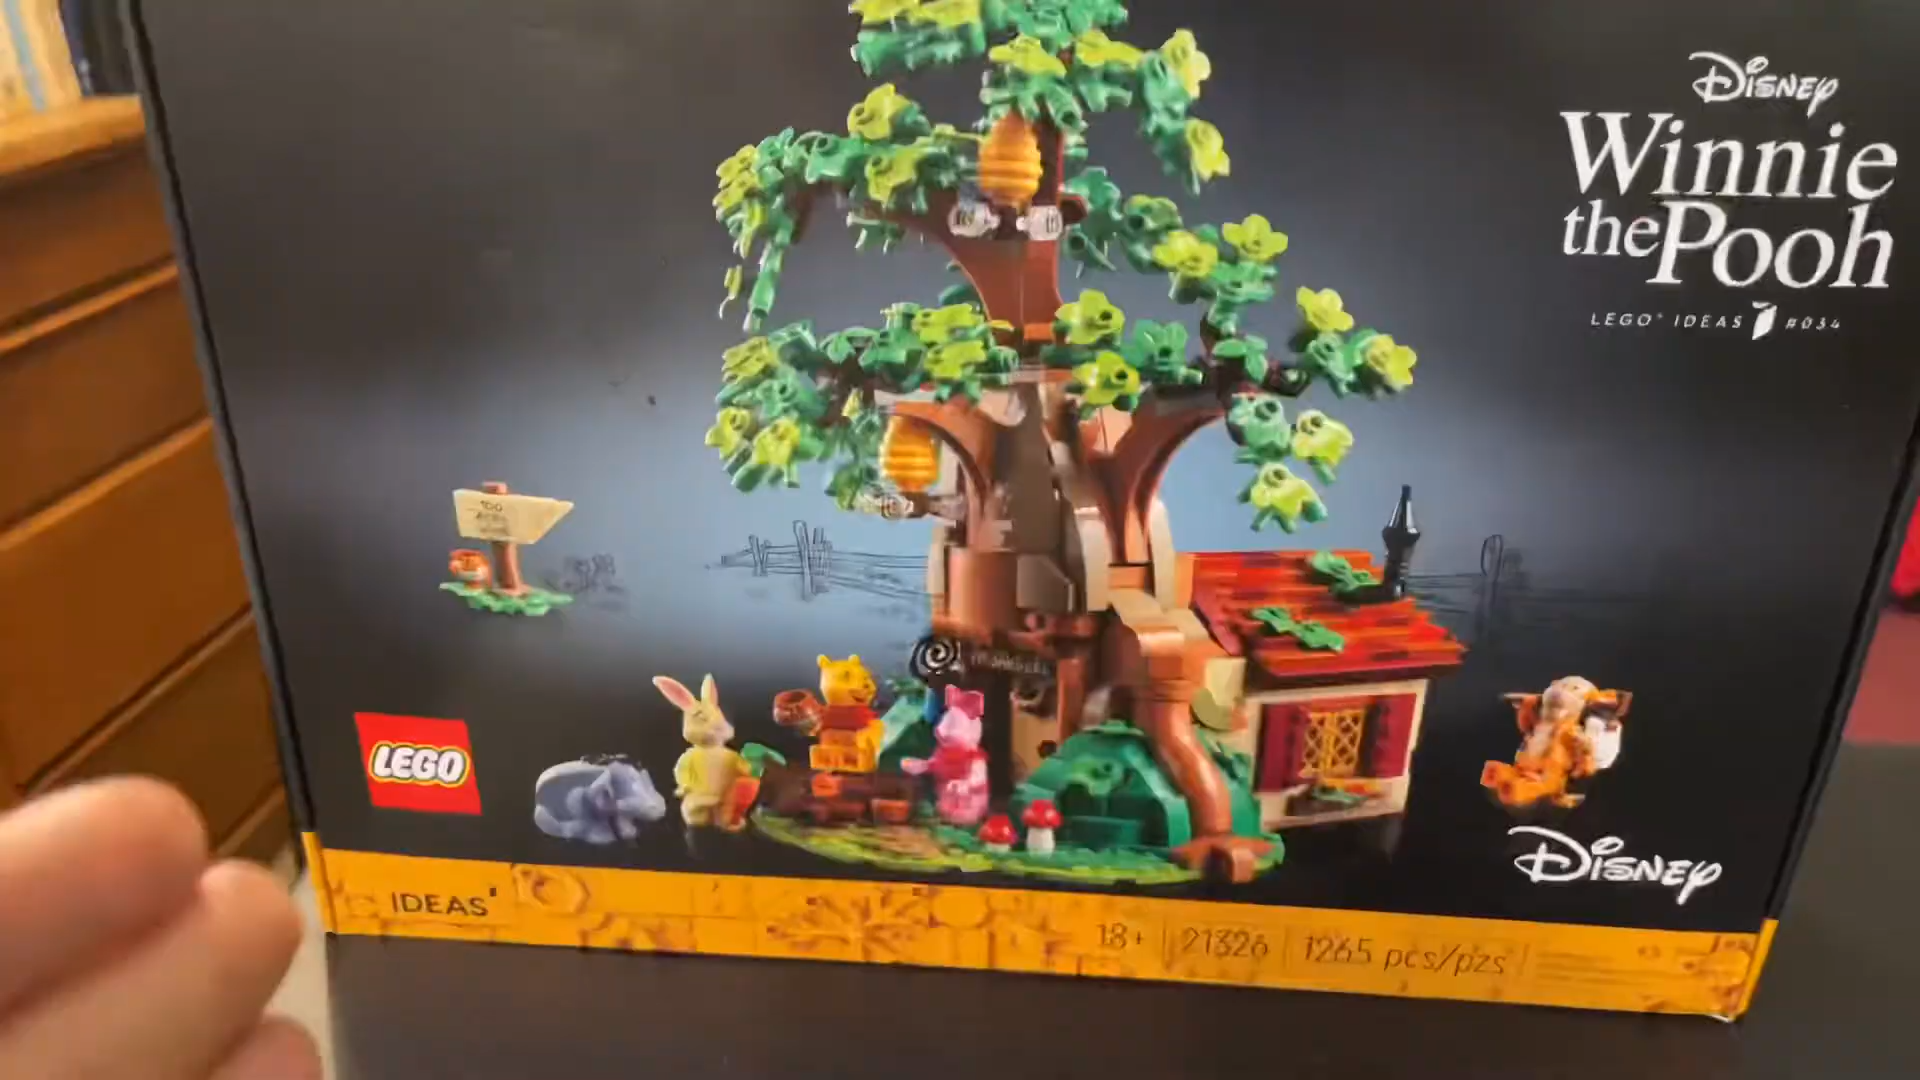 Disney
Winnie
the Pooh
LEGO® IDEAS #034
LEGO
Disney
IDEAS
18+ 21326 1265 pcs/pzs